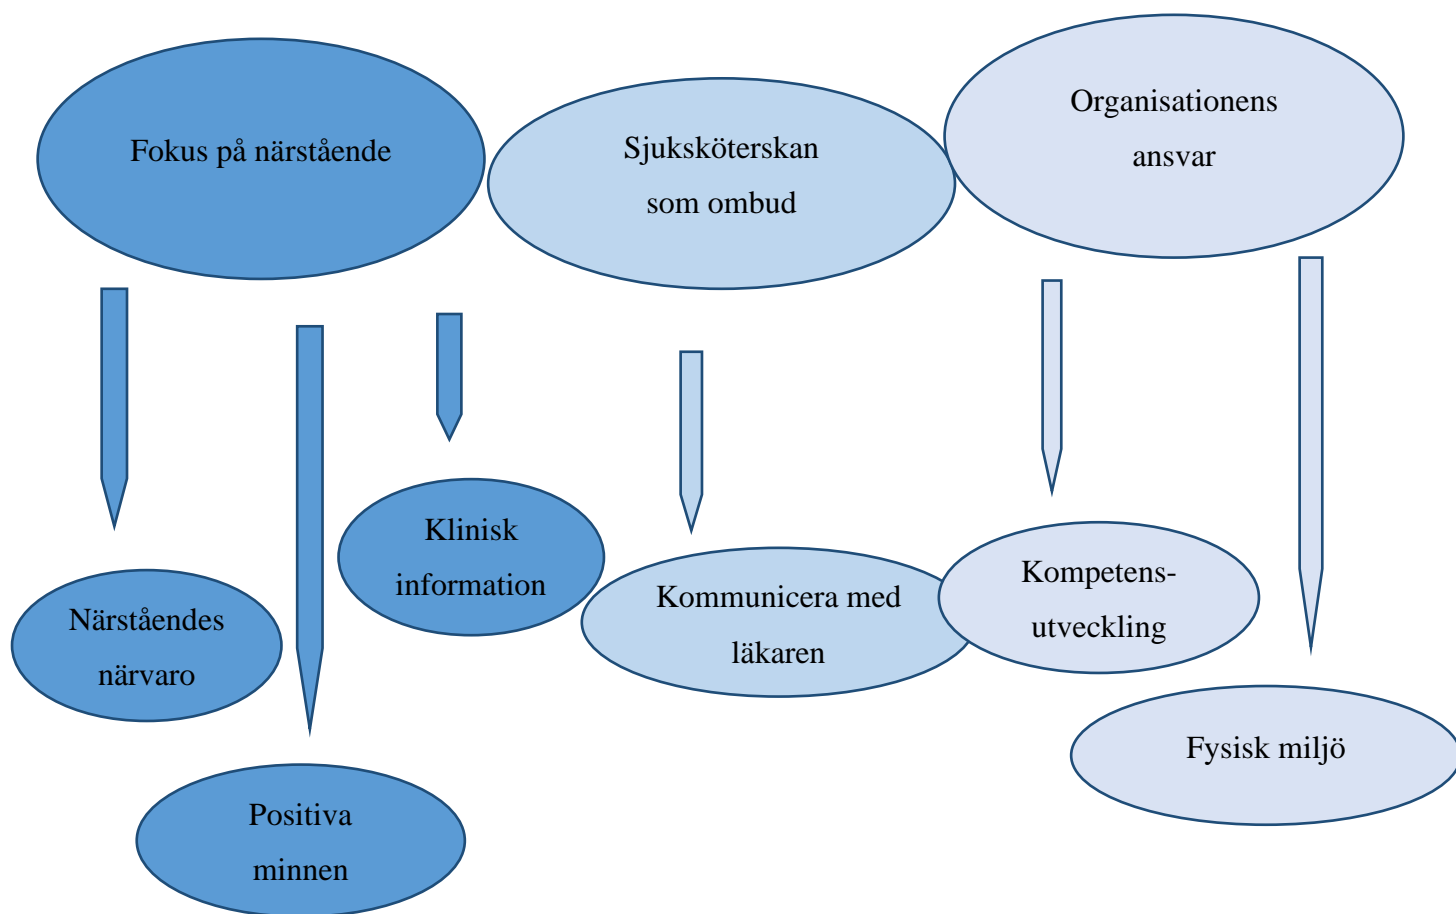 Fokus på närstående
Sjuksköterskan
som ombud
Organisationens
ansvar
Klinisk
information
Närståendes
närvaro
Positiva
minnen
Kommunicera med
läkaren
Kompetens-
utveckling
Fysisk miljö